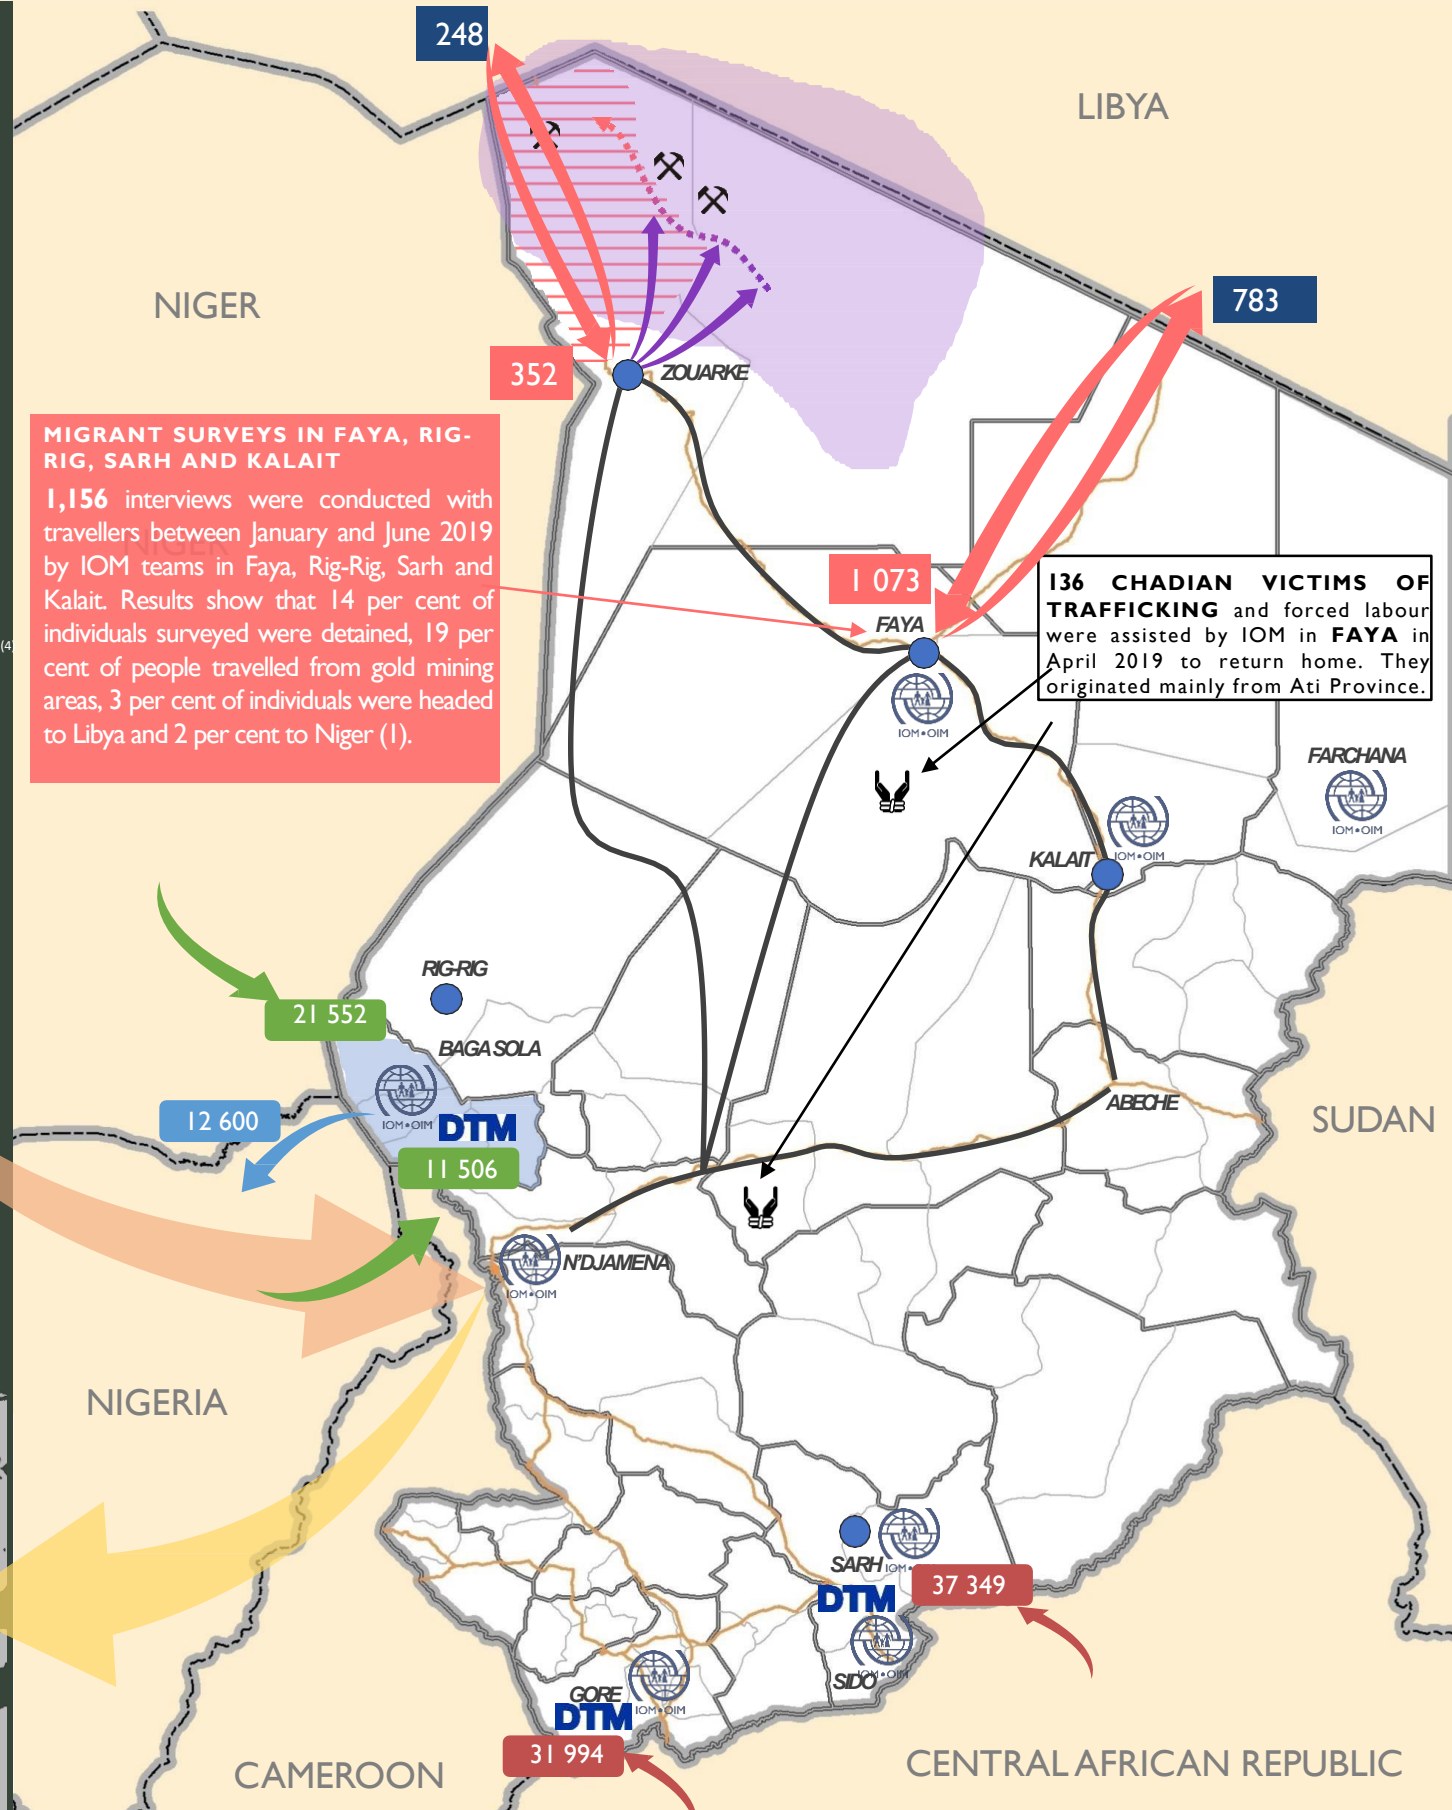 248
LIBYA
NIGER
783
352
ZOUARKE
MIGRANT SURVEYS IN FAYA, RIG-
RIG, SARH AND KALAIT
1,156 interviews were conducted with
travellers between January and June 2019
by IOM teams in Faya, Rig-Rig, Sarh and
Kalait. Results show that 14 per cent of
individuals surveyed were detained, 19 per
cent of people travelled from gold mining
areas, 3 per cent of individuals were headed
to Libya and 2 per cent to Niger (1).
NIGER
(4)
1 073
FAYA
IOM•OIM
136 CHADIAN VICTIMS OF
TRAFFICKING and forced labour
were assisted by IOM in FAYA in
April 2019 to return home. They
originated mainly from Ati Province.
FARCHANA
IOM•OIM
KALAIT
IOM•OIM
RIG-RIG
21 552
BAGASOLA
IOM•OIM
DTM
12 600
11 506
ABECHE
SUDAN
N'DJAMENA
IOM•OIM
NIGERIA
SARH
IOM•
37 349
DTM
IOM•OIM
SIDO
GORE
IOM•OIM
DTM
31 994
CAMEROON
CENTRAL AFRICAN REPUBLIC